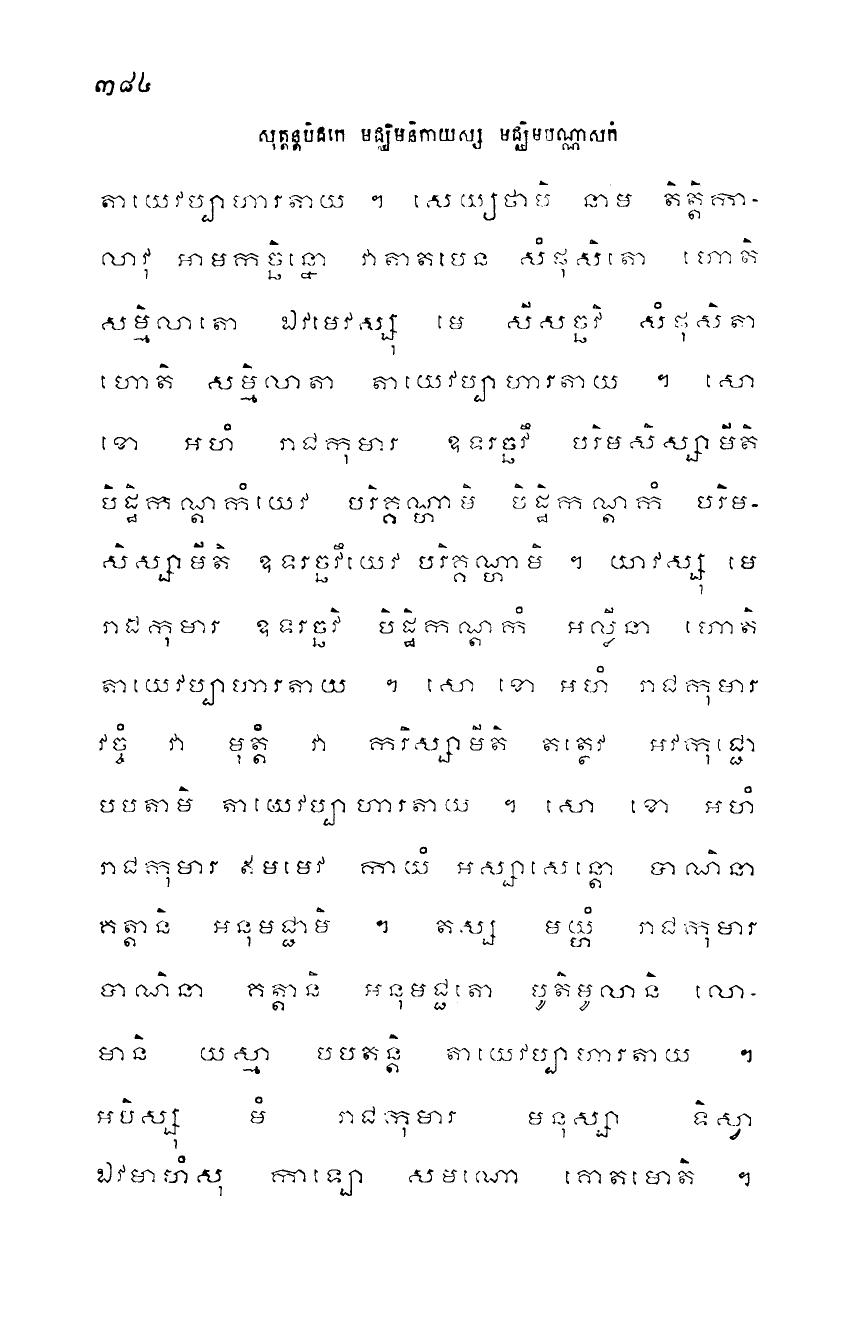 ៣៨៤
សុត្តន្តបិដកេ មជ្ឈិមនិកាយស្ស មជ្ឈិមបណ្ណាសកំ
តាយេវប្បាហារតាយ ។ សេយ្យថាបិ នាម តិត្តិកា-
លាវុ អាមកច្ឆិន្នោ វាតាតបេន សំផុសិតោ ហោតិ
សម្មិលាតោ ឯវមេវស្សុ មេ សីសច្ឆវិ សំផុសិតា
ហោតិ សម្មិលាតា តាយេវប្បាហារតាយ ។ សោ
ខោ អហំ រាជកុមារ ឧទរច្ឆវឹ បរិមសិស្សាមីតិ
បិដ្ឋិកណ្តកំយេវ បរិគ្គណ្ហាមិ បិដ្ឋិកណ្តកំ បរិម-
សិស្សាមីតិ ឧទរច្ឆវឹយេវ បរិគ្គណ្ហាមិ ។ យាវស្សុ មេ
រាជកុមារ ឧទរច្ឆវិ បិដ្ឋិកណ្តកំ អល្លីនា ហោតិ
តាយេវប្បាហារតាយ ។ សោ ខោ អហំ រាជកុមារ
វច្ចំ វា មុត្តំ វា ករិស្សាមីតិ តត្ថេវ អវកុជ្ជោ
បបតាមិ តាយេវប្បាហារតាយ ។ សោ ខោ អហំ
រាជកុមារ ឥមមេវ កាយំ អស្សាសេន្តោ បាណិនា
គត្តានិ អនុមជ្ជាមិ ។ តស្ស មយ្ហំ រាជកុមារ
បាណិនា គត្តានិ អនុមជ្ជតោ បូតិមូលានិ លោ-
មានិ យស្មា បបតន្តិ តាយេវប្បាហារតាយ ។
អបិស្សុ មំ រាជកុមារ មនុស្សា ទិស្វា
ឯវមាហំសុ កាឡោ សមណោ គោតមោតិ ។